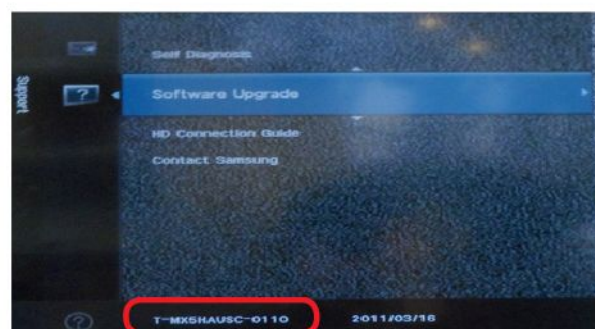 Support
Self Diagnosis
Software Upgrade
HD Connection Guide
Contact Samsung
T-MX5HAUSC-0110 2011/03/16